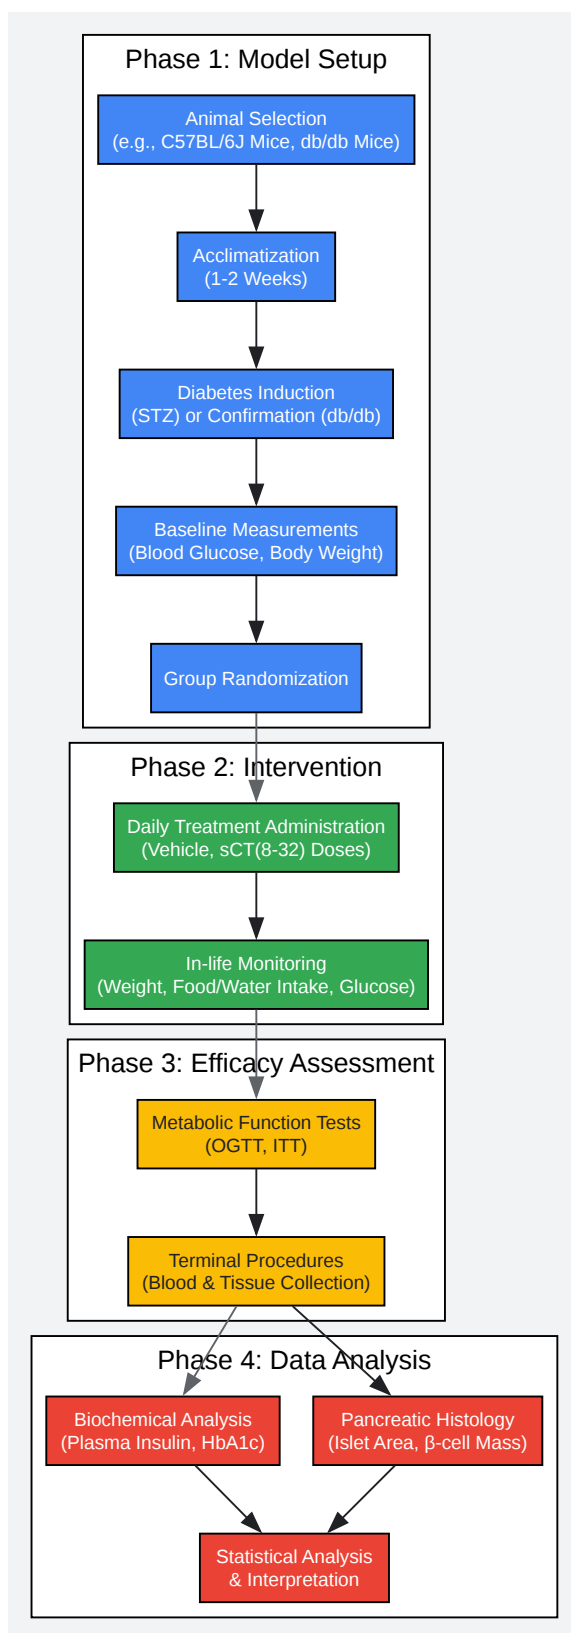 Phase 1: Model Setup
Animal Selection
(e.g., C57BL/6J Mice, db/db Mice)
Acclimatization
(1-2 Weeks)
Diabetes Induction
(STZ) or Confirmation (db/db)
Baseline Measurements
(Blood Glucose, Body Weight)
Group Randomization
Phase 2: Intervention
Daily Treatment Administration
(Vehicle, sCT(8-32) Doses)
In-life Monitoring
(Weight, Food/Water Intake, Glucose)
Phase 3: Efficacy Assessment
Metabolic Function Tests
(OGTT, ITT)
Terminal Procedures
(Blood & Tissue Collection)
Phase 4: Data Analysis
Biochemical Analysis
(Plasma Insulin, HbA1c)
Pancreatic Histology
(Islet Area, β-cell Mass)
Statistical Analysis
& Interpretation